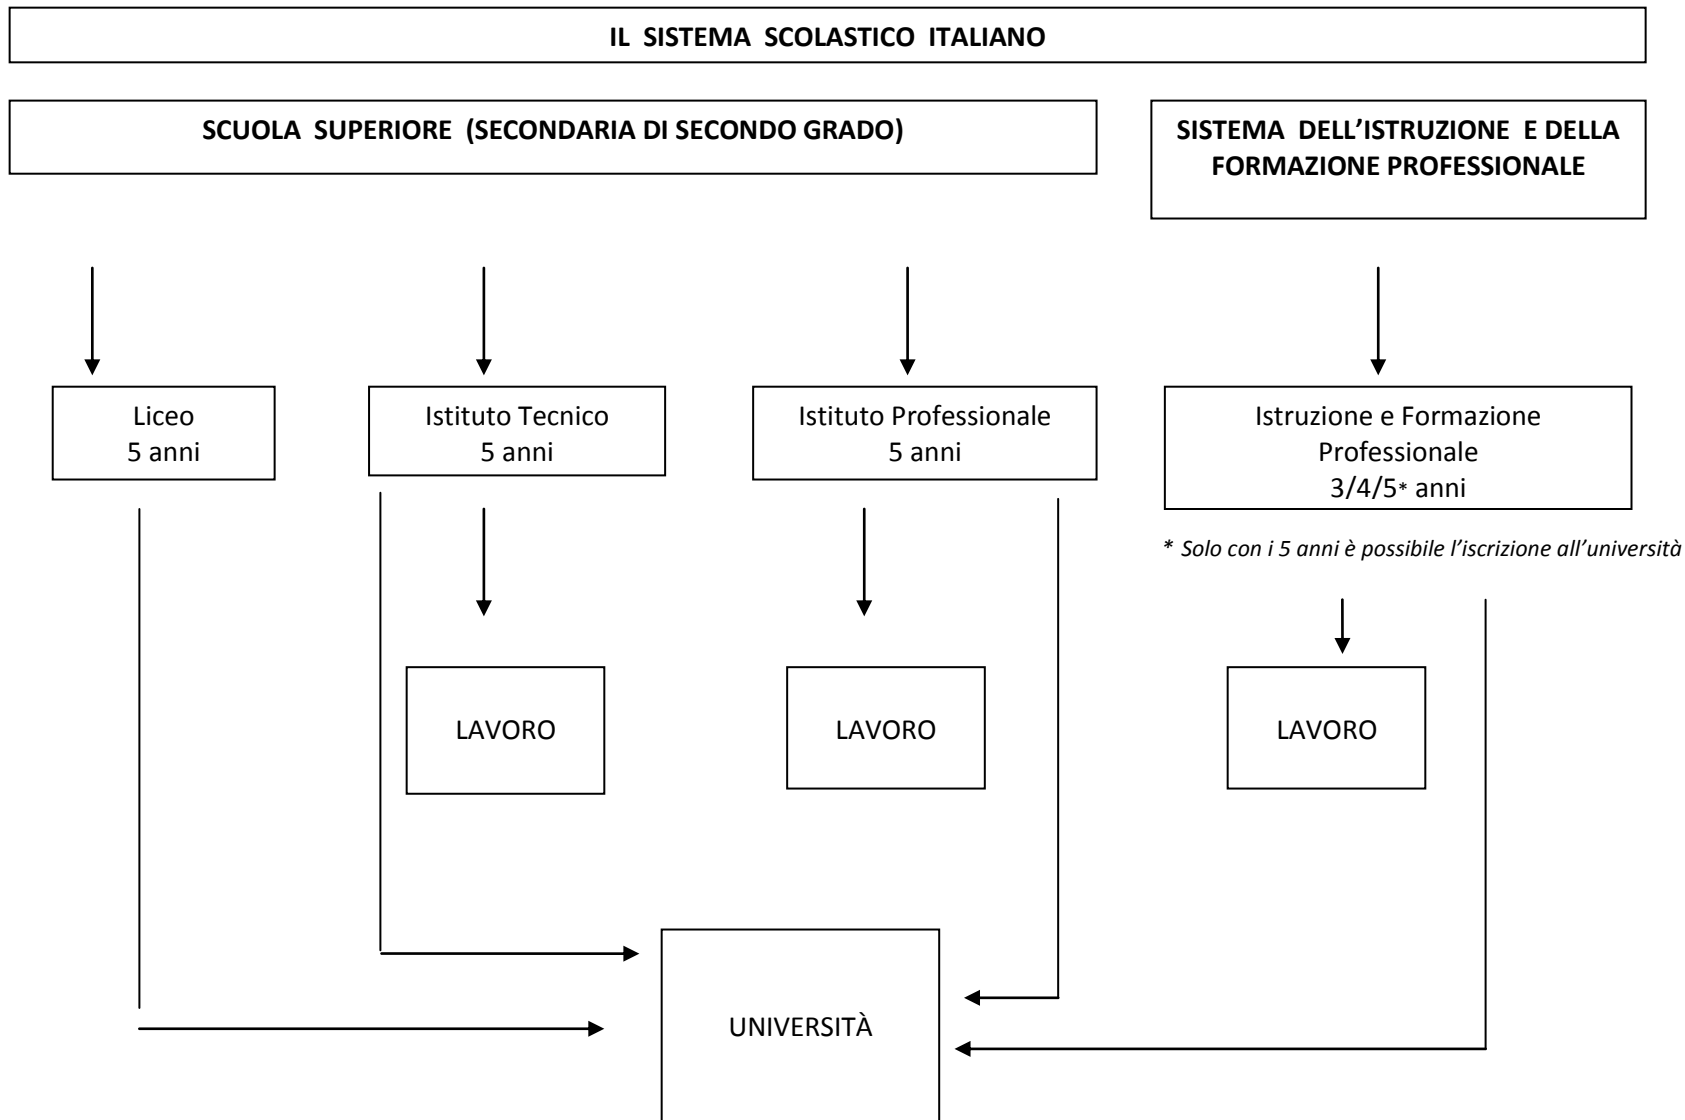 IL SISTEMA SCOLASTICO ITALIANO
SCUOLA SUPERIORE (SECONDARIA DI SECONDO GRADO)
SISTEMA DELL’ISTRUZIONE E DELLA
FORMAZIONE PROFESSIONALE
Liceo
5 anni
Istituto Tecnico
5 anni
Istituto Professionale
5 anni
Istruzione e Formazione
Professionale
3/4/5* anni
* Solo con i 5 anni è possibile l’iscrizione all’università
LAVORO
LAVORO
LAVORO
UNIVERSITÀ